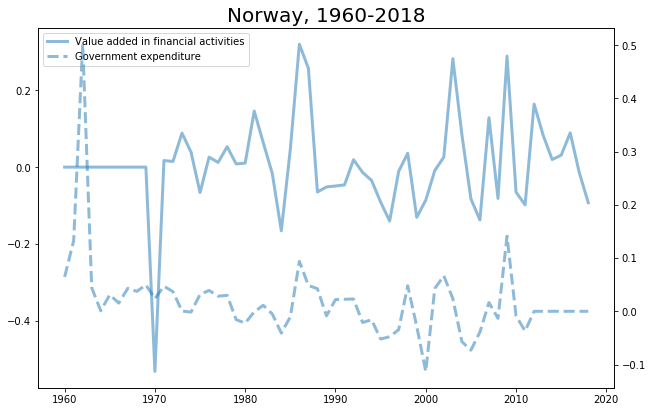 Norway, 1960-2018
Value added in financial activities
Government expenditure
0.2
0.0
−0.2
−0.4
0.5
0.4
0.3
0.2
0.1
0.0
−0.1
1960 1970 1980 1990 2000 2010 2020